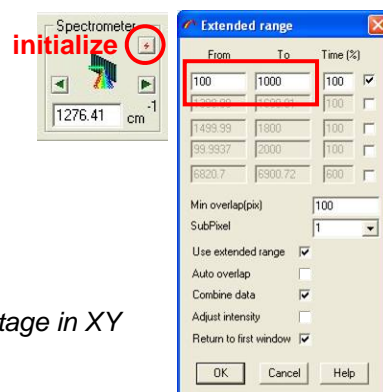 Spectrometer
initialize
1276.41 cm-1
tage in XY
Extended range
From To Time (%)
100 1000 100
100
1499.99 1800 100
99.9937 2000 100
6820.7 6900.72 600
Min overlap(pix) 100
SubPixel 1
Use extended range
Auto overlap
Combine data
Adjust intensity
Return to first window
OK Cancel Help